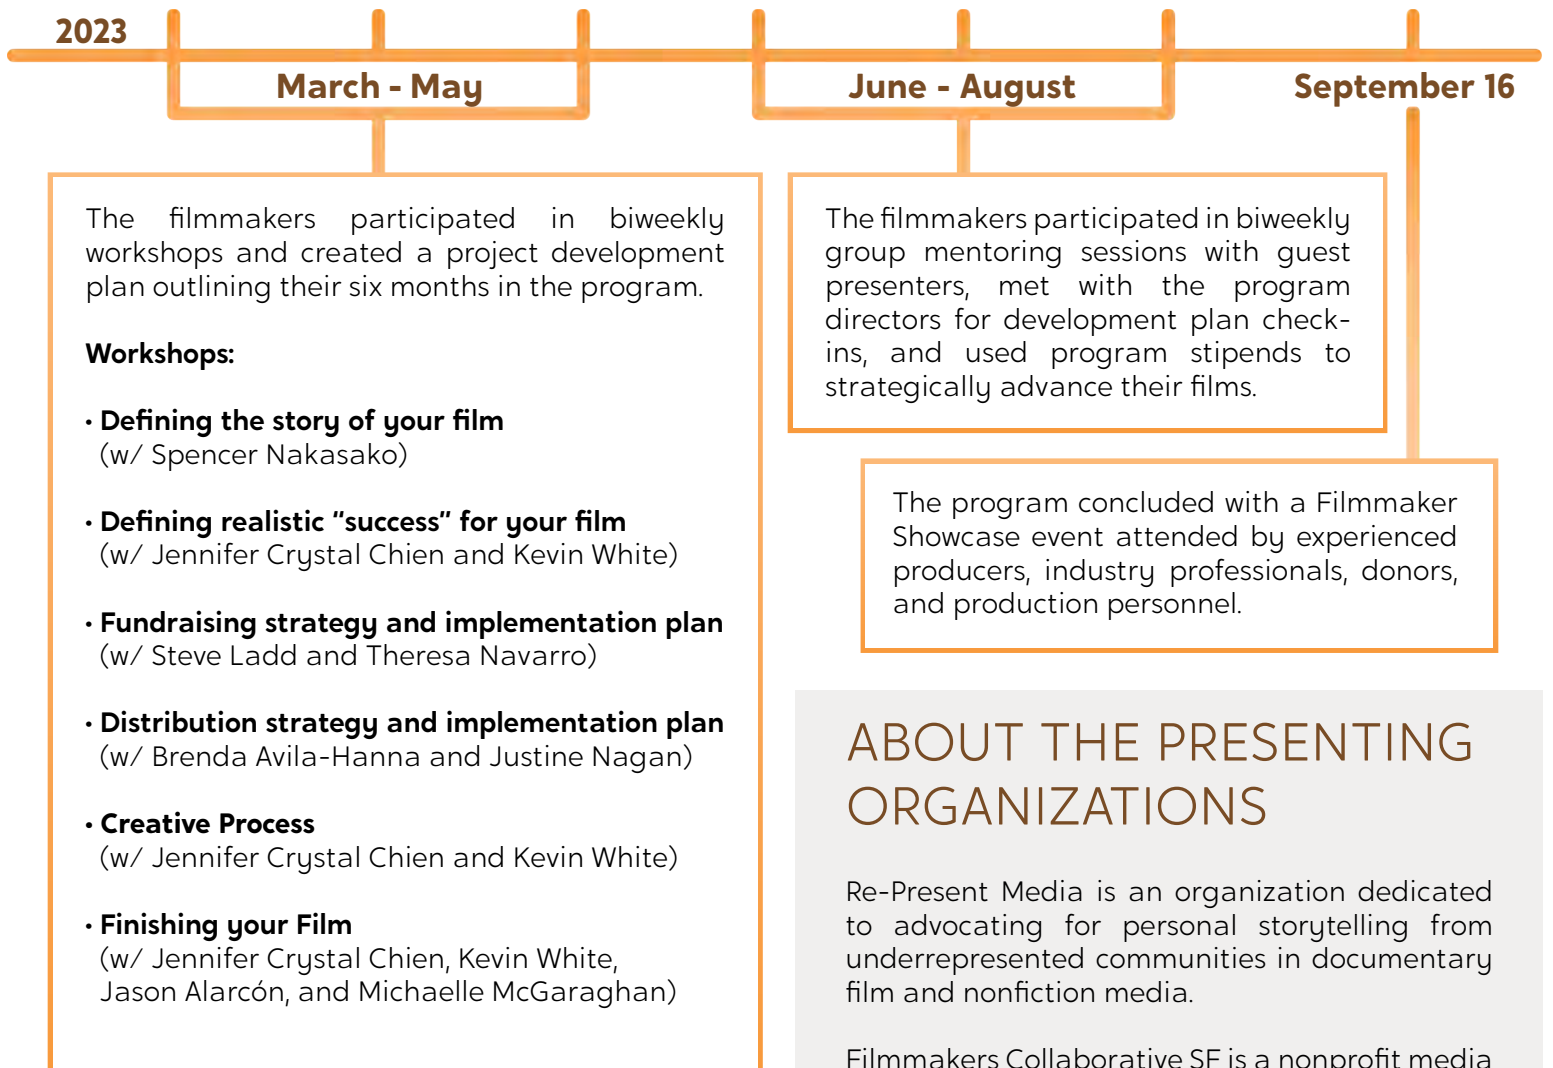 2023
March - May
June - August
September 16
The filmmakers participated in biweekly
workshops and created a project development
plan outlining their six months in the program.
Workshops:
• Defining the story of your film
(w/ Spencer Nakasako)
• Defining realistic "success" for your film
(w/ Jennifer Crystal Chien and Kevin White)
• Fundraising strategy and implementation plan
(w/ Steve Ladd and Theresa Navarro)
• Distribution strategy and implementation plan
(w/ Brenda Avila-Hanna and Justine Nagan)
• Creative Process
(w/ Jennifer Crystal Chien and Kevin White)
• Finishing your Film
(w/ Jennifer Crystal Chien, Kevin White,
Jason Alarcón, and Michaelle McGaraghan)
The filmmakers participated in biweekly
group mentoring sessions with guest
presenters, met with the program
directors for development plan check-
ins, and used program stipends to
strategically advance their films.
The program concluded with a Filmmaker
Showcase event attended by experienced
producers, industry professionals, donors,
and production personnel.
ABOUT THE PRESENTING
ORGANIZATIONS
Re-Present Media is an organization dedicated
to advocating for personal storytelling from
underrepresented communities in documentary
film and nonfiction media.
Filmmakers Collaborative SF is a nonprofit media